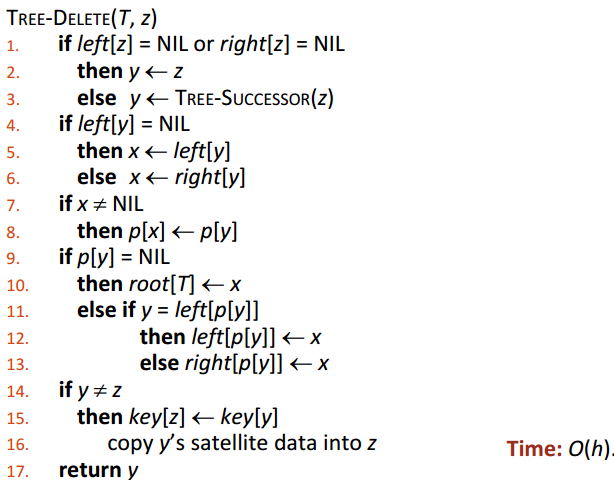 TREE-DELETE(T, z)
1. if left[z] = NIL or right[z] = NIL
2. then y ← z
3. else y ← TREE-SUCCESSOR(z)
4. if left[y] = NIL
5. then x ← left[y]
6. else x ← right[y]
7. if x ≠ NIL
8. then p[x] ← p[y]
9. if p[y] = NIL
10. then root[T] ← x
11. else if y = left[p[y]]
12. then left[p[y]] ← x
13. else right[p[y]] ← x
14. if y ≠ z
15. then key[z] ← key[y]
16. copy y’s satellite data into z
Time: O(h).
17. return y